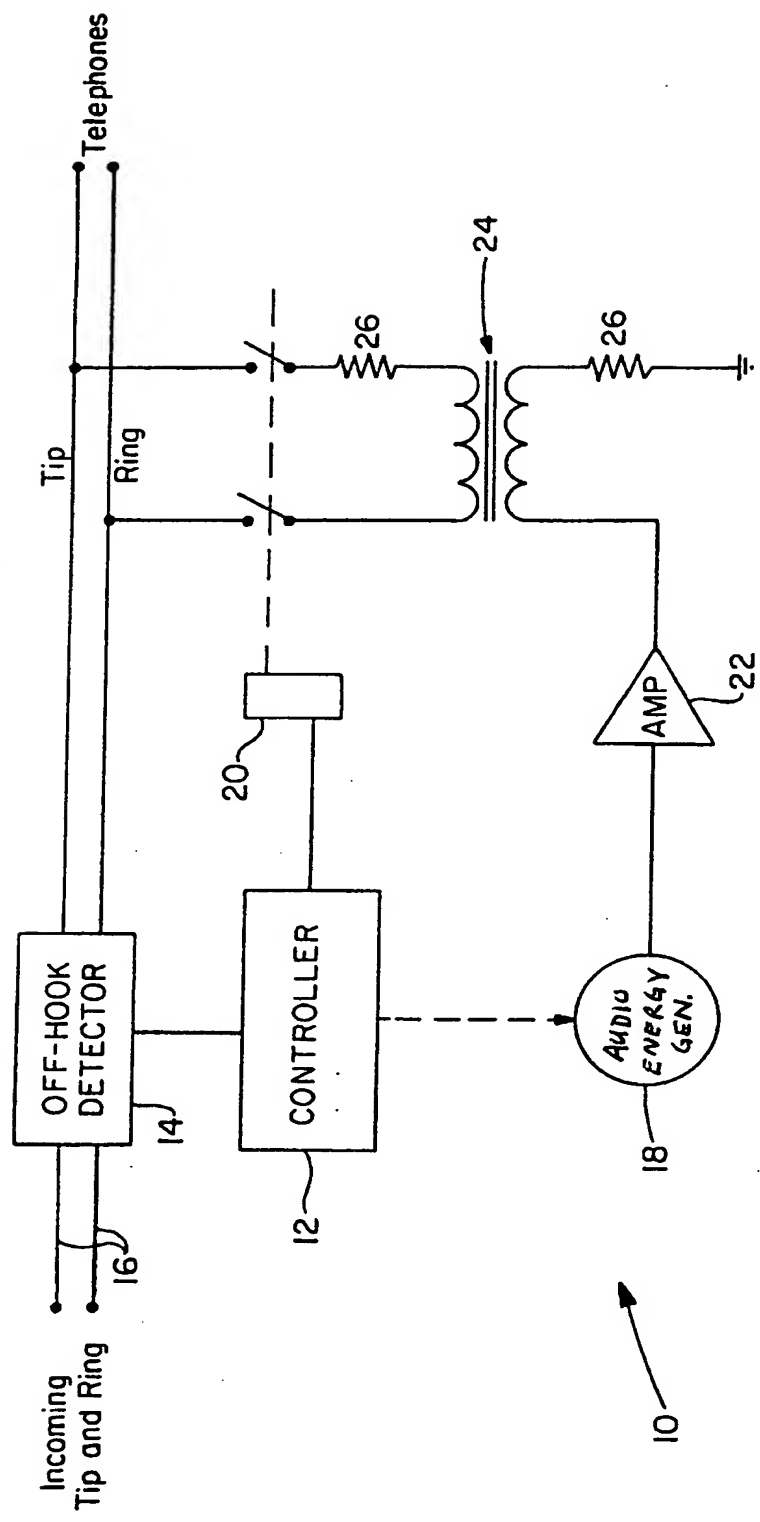 Incoming
Tip and Ring
16
OFF-HOOK
DETECTOR
14
Tip
Ring
Telephones
CONTROLLER
12
20
26
24
26
AUDIO
ENERGY
GEN.
18
AMP
22
10